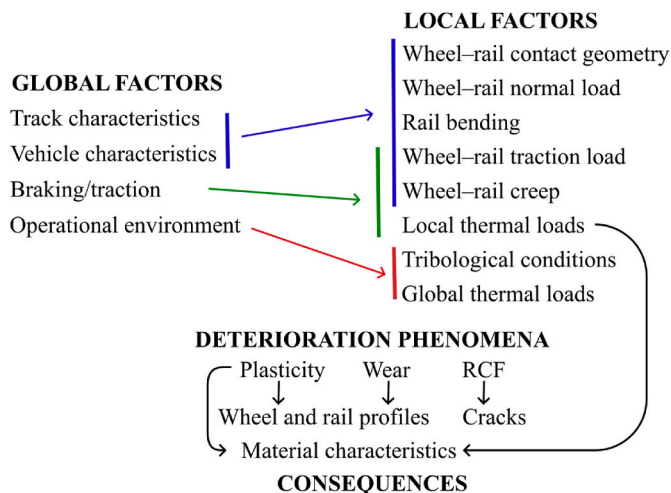 GLOBAL FACTORS
Track characteristics
Vehicle characteristics
Braking/traction
Operational environment
LOCAL FACTORS
Wheel–rail contact geometry
Wheel–rail normal load
Rail bending
Wheel–rail traction load
Wheel–rail creep
Local thermal loads
Tribological conditions
Global thermal loads
DETERIORATION PHENOMENA
Plasticity Wear RCF
Wheel and rail profiles Cracks
Material characteristics
CONSEQUENCES